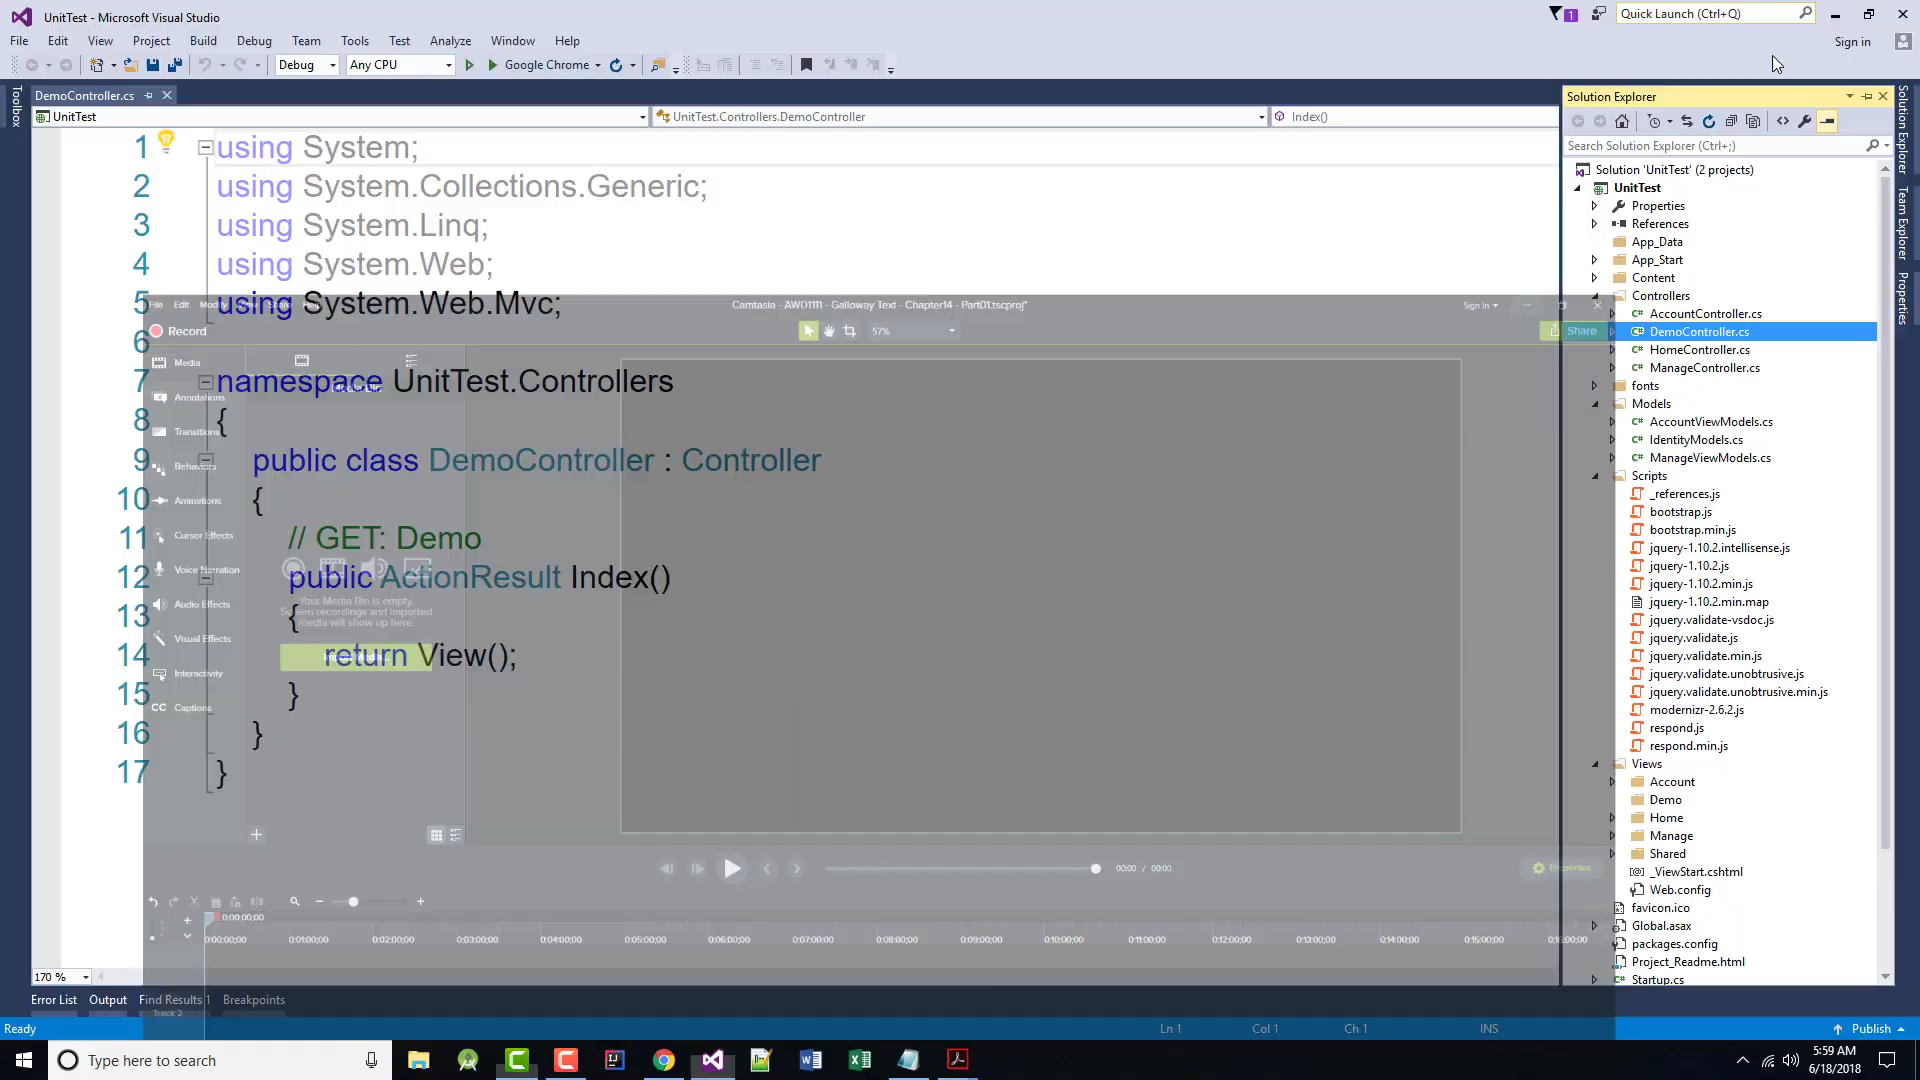 UnitTest - Microsoft Visual Studio
1
Quick Launch (Ctrl+Q)
File Edit View Project Build Debug Team Tools Test Analyze Window Help
Sign in
Debug Any CPU Google Chrome
Toolbox
DemoController.cs
UnitTest UnitTest.Controllers.DemoController Index()
1 using System;
2 using System.Collections.Generic;
3 using System.Linq;
4 using System.Web;
5 using System.Web.Mvc;
6
7 namespace UnitTest.Controllers
8 {
9 public class DemoController : Controller
10 {
11 // GET: Demo
12 public ActionResult Index()
13 {
14 return View();
15 }
16 }
17 }
File Edit Modify View Share Help
Camtasia - AWD1111 - Galloway Text - Chapter14 - Part01.tscproj*
Sign In
Record
57%
Share
Media
Annotations
Transitions
Behaviors
Animations
Cursor Effects
Voice Narration
Audio Effects
Visual Effects
Interactivity
CC Captions
Media Bin
Your Media Bin is empty.
Screen recordings and imported
media will show up here.
00:00 / 00:00
Properties
0:00:00;00
0:00:00;00 0:01:00;00 0:02:00;00 0:03:00;00 0:04:00;00 0:05:00;00 0:06:00;00 0:07:00;00 0:08:00;00 0:09:00;00 0:10:00;00 0:11:00;00 0:12:00;00 0:13:00;00 0:14:00;00 0:15:00;00 0:16:00;00
Track 2
170 %
Error List Output Find Results 1 Breakpoints
Solution Explorer
Search Solution Explorer (Ctrl+;)
Solution 'UnitTest' (2 projects)
UnitTest
Properties
References
App_Data
App_Start
Content
Controllers
AccountController.cs
DemoController.cs
HomeController.cs
ManageController.cs
fonts
Models
AccountViewModels.cs
IdentityModels.cs
ManageViewModels.cs
Scripts
_references.js
bootstrap.js
bootstrap.min.js
jquery-1.10.2.intellisense.js
jquery-1.10.2.js
jquery-1.10.2.min.js
jquery-1.10.2.min.map
jquery.validate-vsdoc.js
jquery.validate.js
jquery.validate.min.js
jquery.validate.unobtrusive.js
jquery.validate.unobtrusive.min.js
modernizr-2.6.2.js
respond.js
respond.min.js
Views
Account
Demo
Home
Manage
Shared
_ViewStart.cshtml
Web.config
favicon.ico
Global.asax
packages.config
Project_Readme.html
Startup.cs
Solution Explorer
Team Explorer
Properties
Ready
Ln 1 Col 1 Ch 1 INS
Publish
Type here to search
5:59 AM
6/18/2018